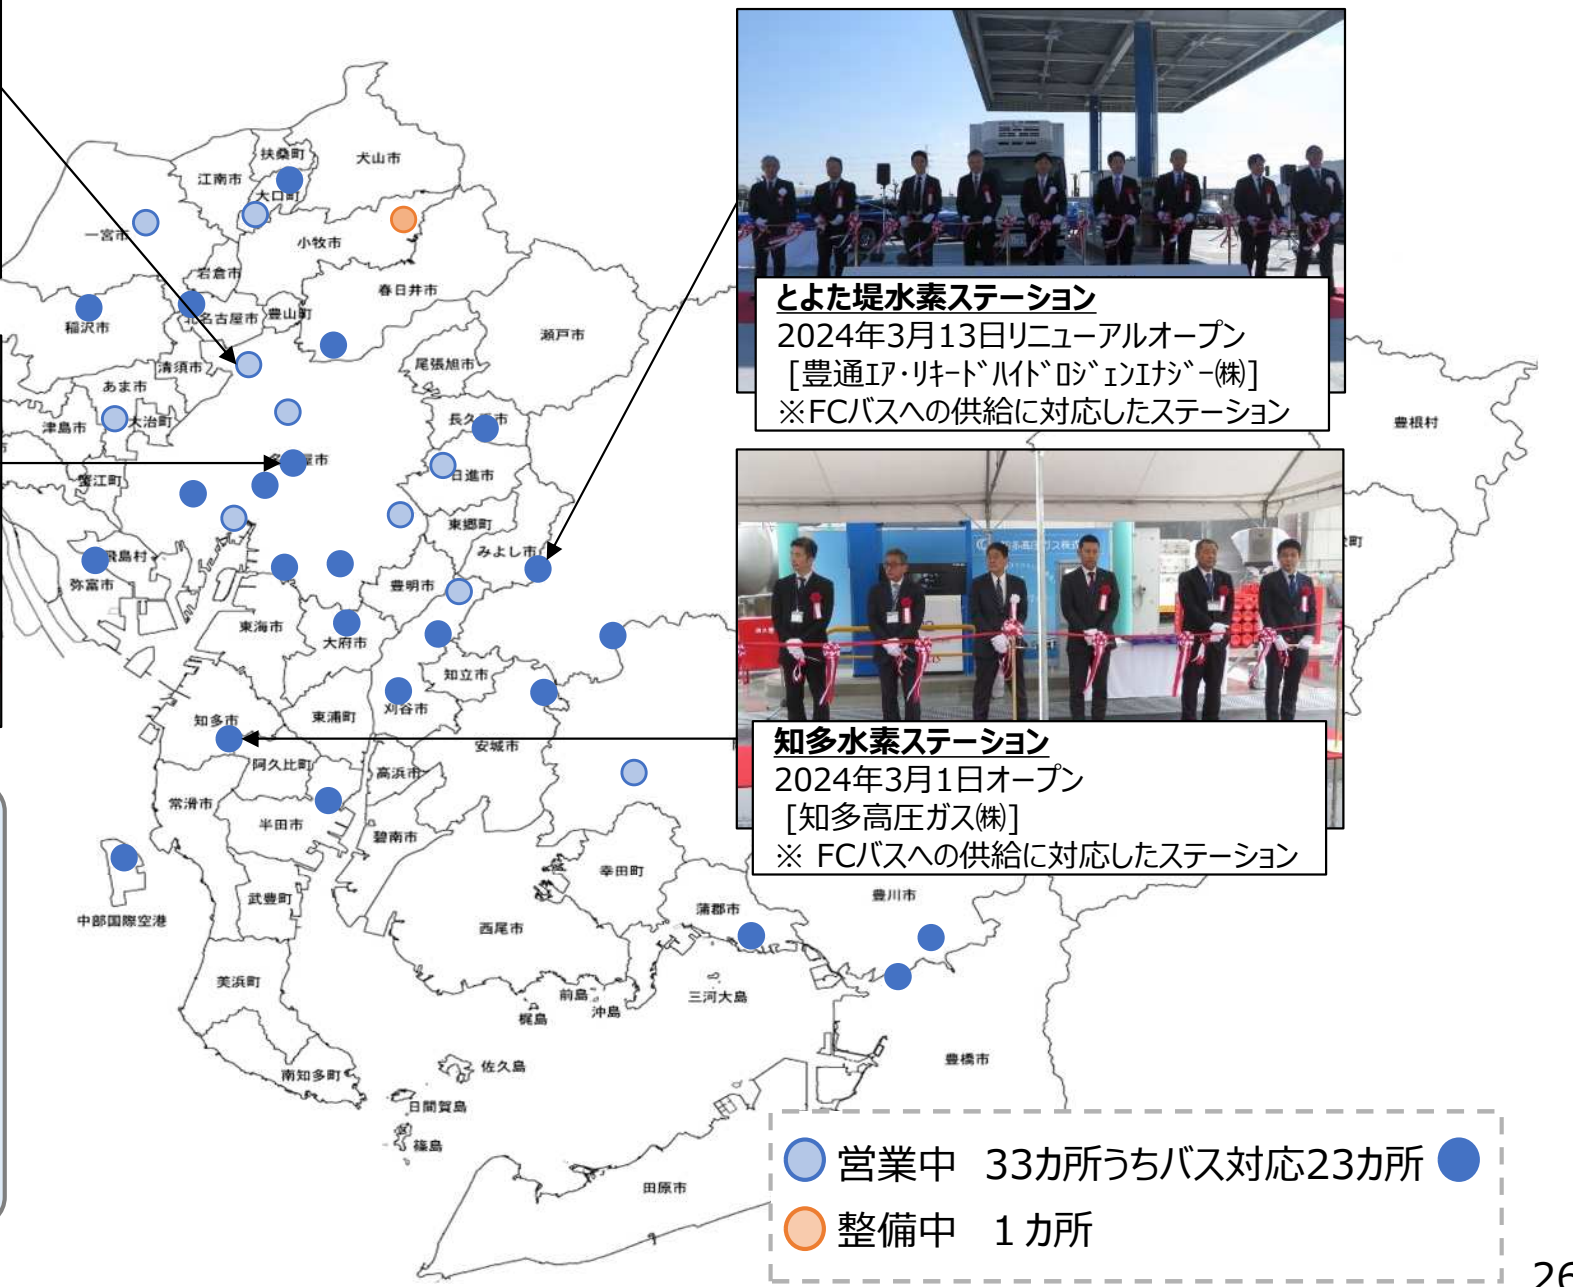 扶桑町
犬山市
江南市
大口町
一宮市
小牧市
岩倉市
春日井市
稲沢市
北名古屋市
豊山町
瀬戸市
清須市
尾張旭市
あま市
津島市
大治町
長久手市
豊根村
日進市
蟹江町
東郷町
みよし市
飛島村
弥富市
豊明市
東海市
大府市
知立市
知多市
東浦町
刈谷市
安城市
阿久比町
高浜市
常滑市
半田市
碧南市
幸田町
豊川市
武豊町
蒲郡市
中部国際空港
西尾市
美浜町
前島
沖島
梶島
三河大島
豊橋市
南知多町
佐久島
日間賀島
篠島
田原市
とよた堤水素ステーション
2024年3月13日リニューアルオープン
[豊通ｴｱ･ﾘｷｰﾄﾞﾊｲﾄﾞﾛｼﾞｪﾝｴﾅｼﾞｰ㈱]
※FCバスへの供給に対応したステーション
知多高圧ガス株式
知多水素ステーション
2024年3月1日オープン
[知多高圧ガス㈱]
※ FCバスへの供給に対応したステーション
営業中 33カ所うちバス対応23カ所
整備中 1カ所
26